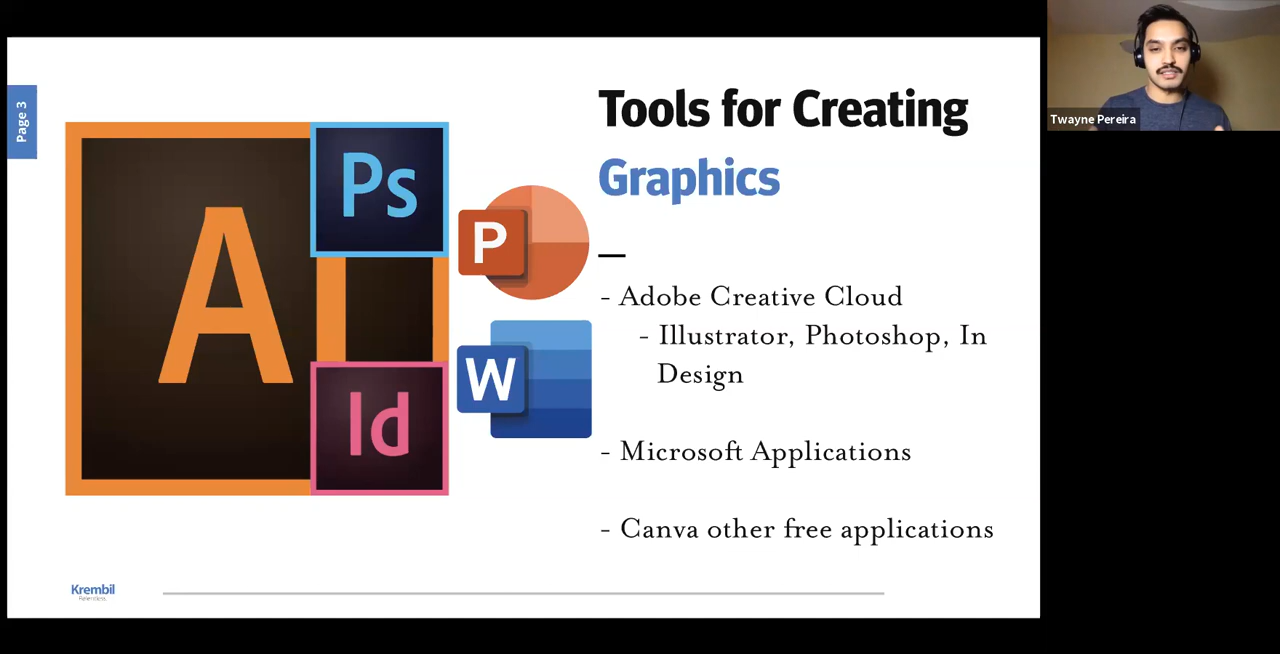 Page 3
Tools for Creating
Graphics
- Adobe Creative Cloud
- Illustrator, Photoshop, In
Design
- Microsoft Applications
- Canva other free applications
Ai
Ps
Id
P
W
Krembil
Twayne Pereira